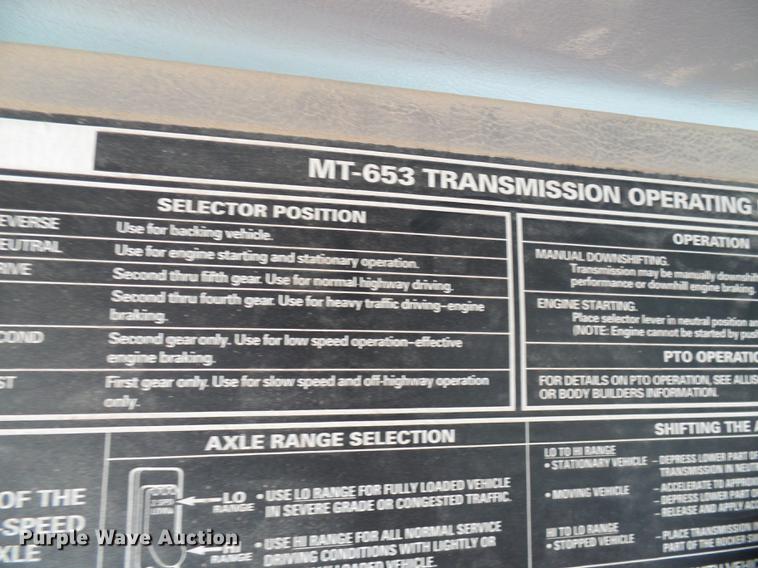 MT-653 TRANSMISSION OPERATING
SELECTOR POSITION
EVERSE Use for backing vehicle.
EUTRAL Use for engine starting and stationary operation.
RIVE Second thru fifth gear. Use for normal highway driving.
Second thru fourth gear. Use for heavy traffic driving-engine
braking.
COND Second gear only. Use for low speed operation-effective
engine braking.
ST First gear only. Use for slow speed and off-highway operation
only.
OPERATION
MANUAL DOWNSHIFTING.
Transmission may be manually downshif
performance or downhill engine braking.
ENGINE STARTING.
Place selector lever in neutral position an
(NOTE: Engine cannot be started by pus
PTO OPERATIO
FOR DETAILS ON PTO OPERATION, SEE ALLIS
OR BODY BUILDERS INFORMATION.
OF THE
-SPEED
XLE
AXLE RANGE SELECTION
LO
RANGE
• USE LO RANGE FOR FULLY LOADED VEHICLE
IN SEVERE GRADE OR CONGESTED TRAFFIC.
HI
RANGE
• USE HI RANGE FOR ALL NORMAL SERVICE
DRIVING CONDITIONS WITH LIGHTLY OR
LOADED VEHICLE.
SHIFTING THE A
LO TO HI RANGE
• STATIONARY VEHICLE - DEPRESS LOWER PART OF
TRANSMISSION IN NEUT
• MOVING VEHICLE - ACCELERATE TO APPROXI
- DEPRESS LOWER PART OF
- RELEASE AND APPLY ACC
HI TO LO RANGE
• STOPPED VEHICLE - PLACE TRANSMISSION IN
PART OF THE ROCKER SW
Purple Wave Auction